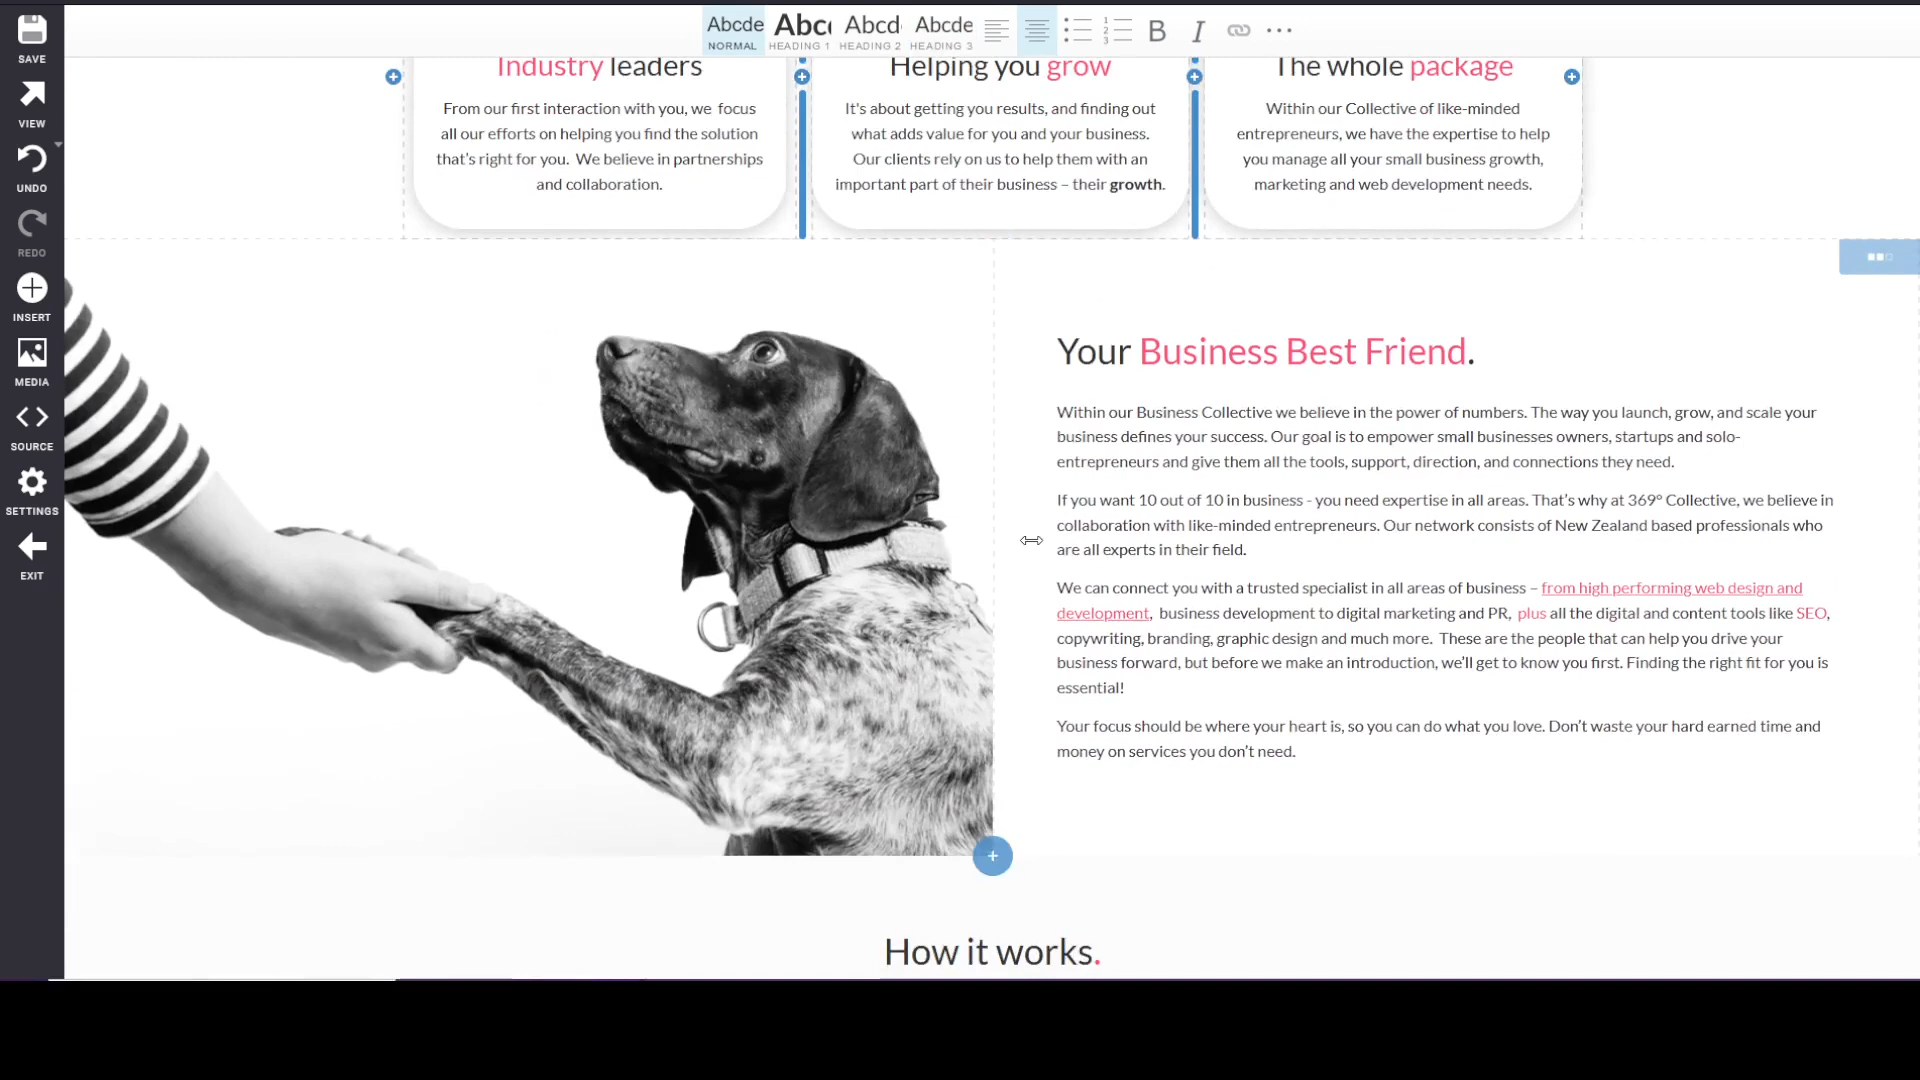 SAVE
VIEW
UNDO
REDO
INSERT
MEDIA
SOURCE
SETTINGS
EXIT
Abcde
NORMAL
Abc
HEADING 1
Abcd
HEADING 2
Abcde
HEADING 3
1
2
3
B
I
Industry leaders
From our first interaction with you, we focus
all our efforts on helping you find the solution
that's right for you. We believe in partnerships
and collaboration.
Helping you grow
It's about getting you results, and finding out
what adds value for you and your business.
Our clients rely on us to help them with an
important part of their business – their growth.
The whole package
Within our Collective of like-minded
entrepreneurs, we have the expertise to help
you manage all your small business growth,
marketing and web development needs.
Your Business Best Friend.
Within our Business Collective we believe in the power of numbers. The way you launch, grow, and scale your
business defines your success. Our goal is to empower small businesses owners, startups and solo-
entrepreneurs and give them all the tools, support, direction, and connections they need.
If you want 10 out of 10 in business - you need expertise in all areas. That's why at 369° Collective, we believe in
collaboration with like-minded entrepreneurs. Our network consists of New Zealand based professionals who
are all experts in their field.
We can connect you with a trusted specialist in all areas of business – from high performing web design and
development, business development to digital marketing and PR, plus all the digital and content tools like SEO,
copywriting, branding, graphic design and much more. These are the people that can help you drive your
business forward, but before we make an introduction, we'll get to know you first. Finding the right fit for you is
essential!
Your focus should be where your heart is, so you can do what you love. Don't waste your hard earned time and
money on services you don't need.
How it works.